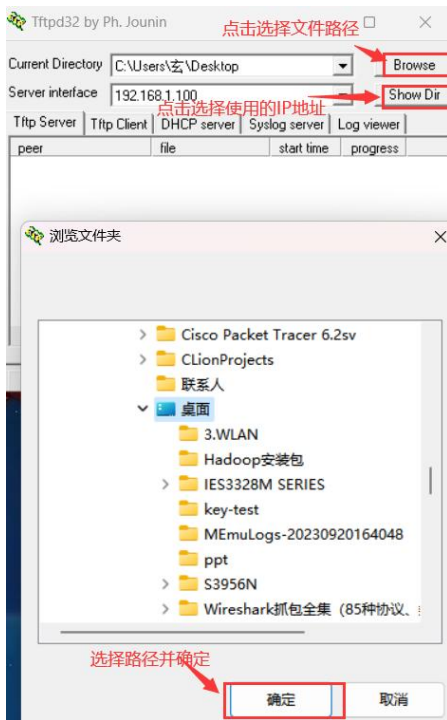 Tftpd32 by Ph. Jounin
点击选择文件路径
Current Directory C:\Users\玄\Desktop Browse
Server interface 192.168.1.100 Show Dir
点击选择使用的IP地址
Tftp Server Tftp Client DHCP server Syslog server Log viewer
peer file start time progress
浏览文件夹
Cisco Packet Tracer 6.2sv
CLionProjects
联系人
桌面
3.WLAN
Hadoop安装包
IES3328M SERIES
key-test
MEmuLogs-20230920164048
ppt
S3956N
Wireshark抓包全集（85种协议、
选择路径并确定
确定 取消